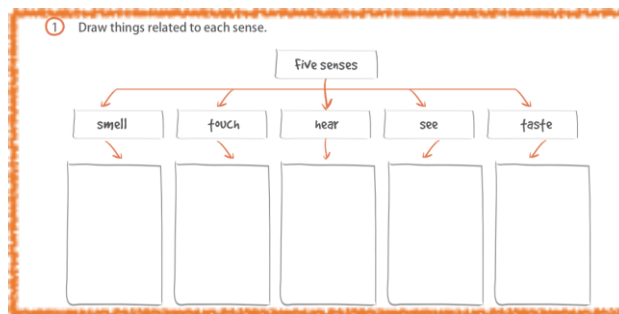 1 Draw things related to each sense.
five senses
smell touch hear see taste